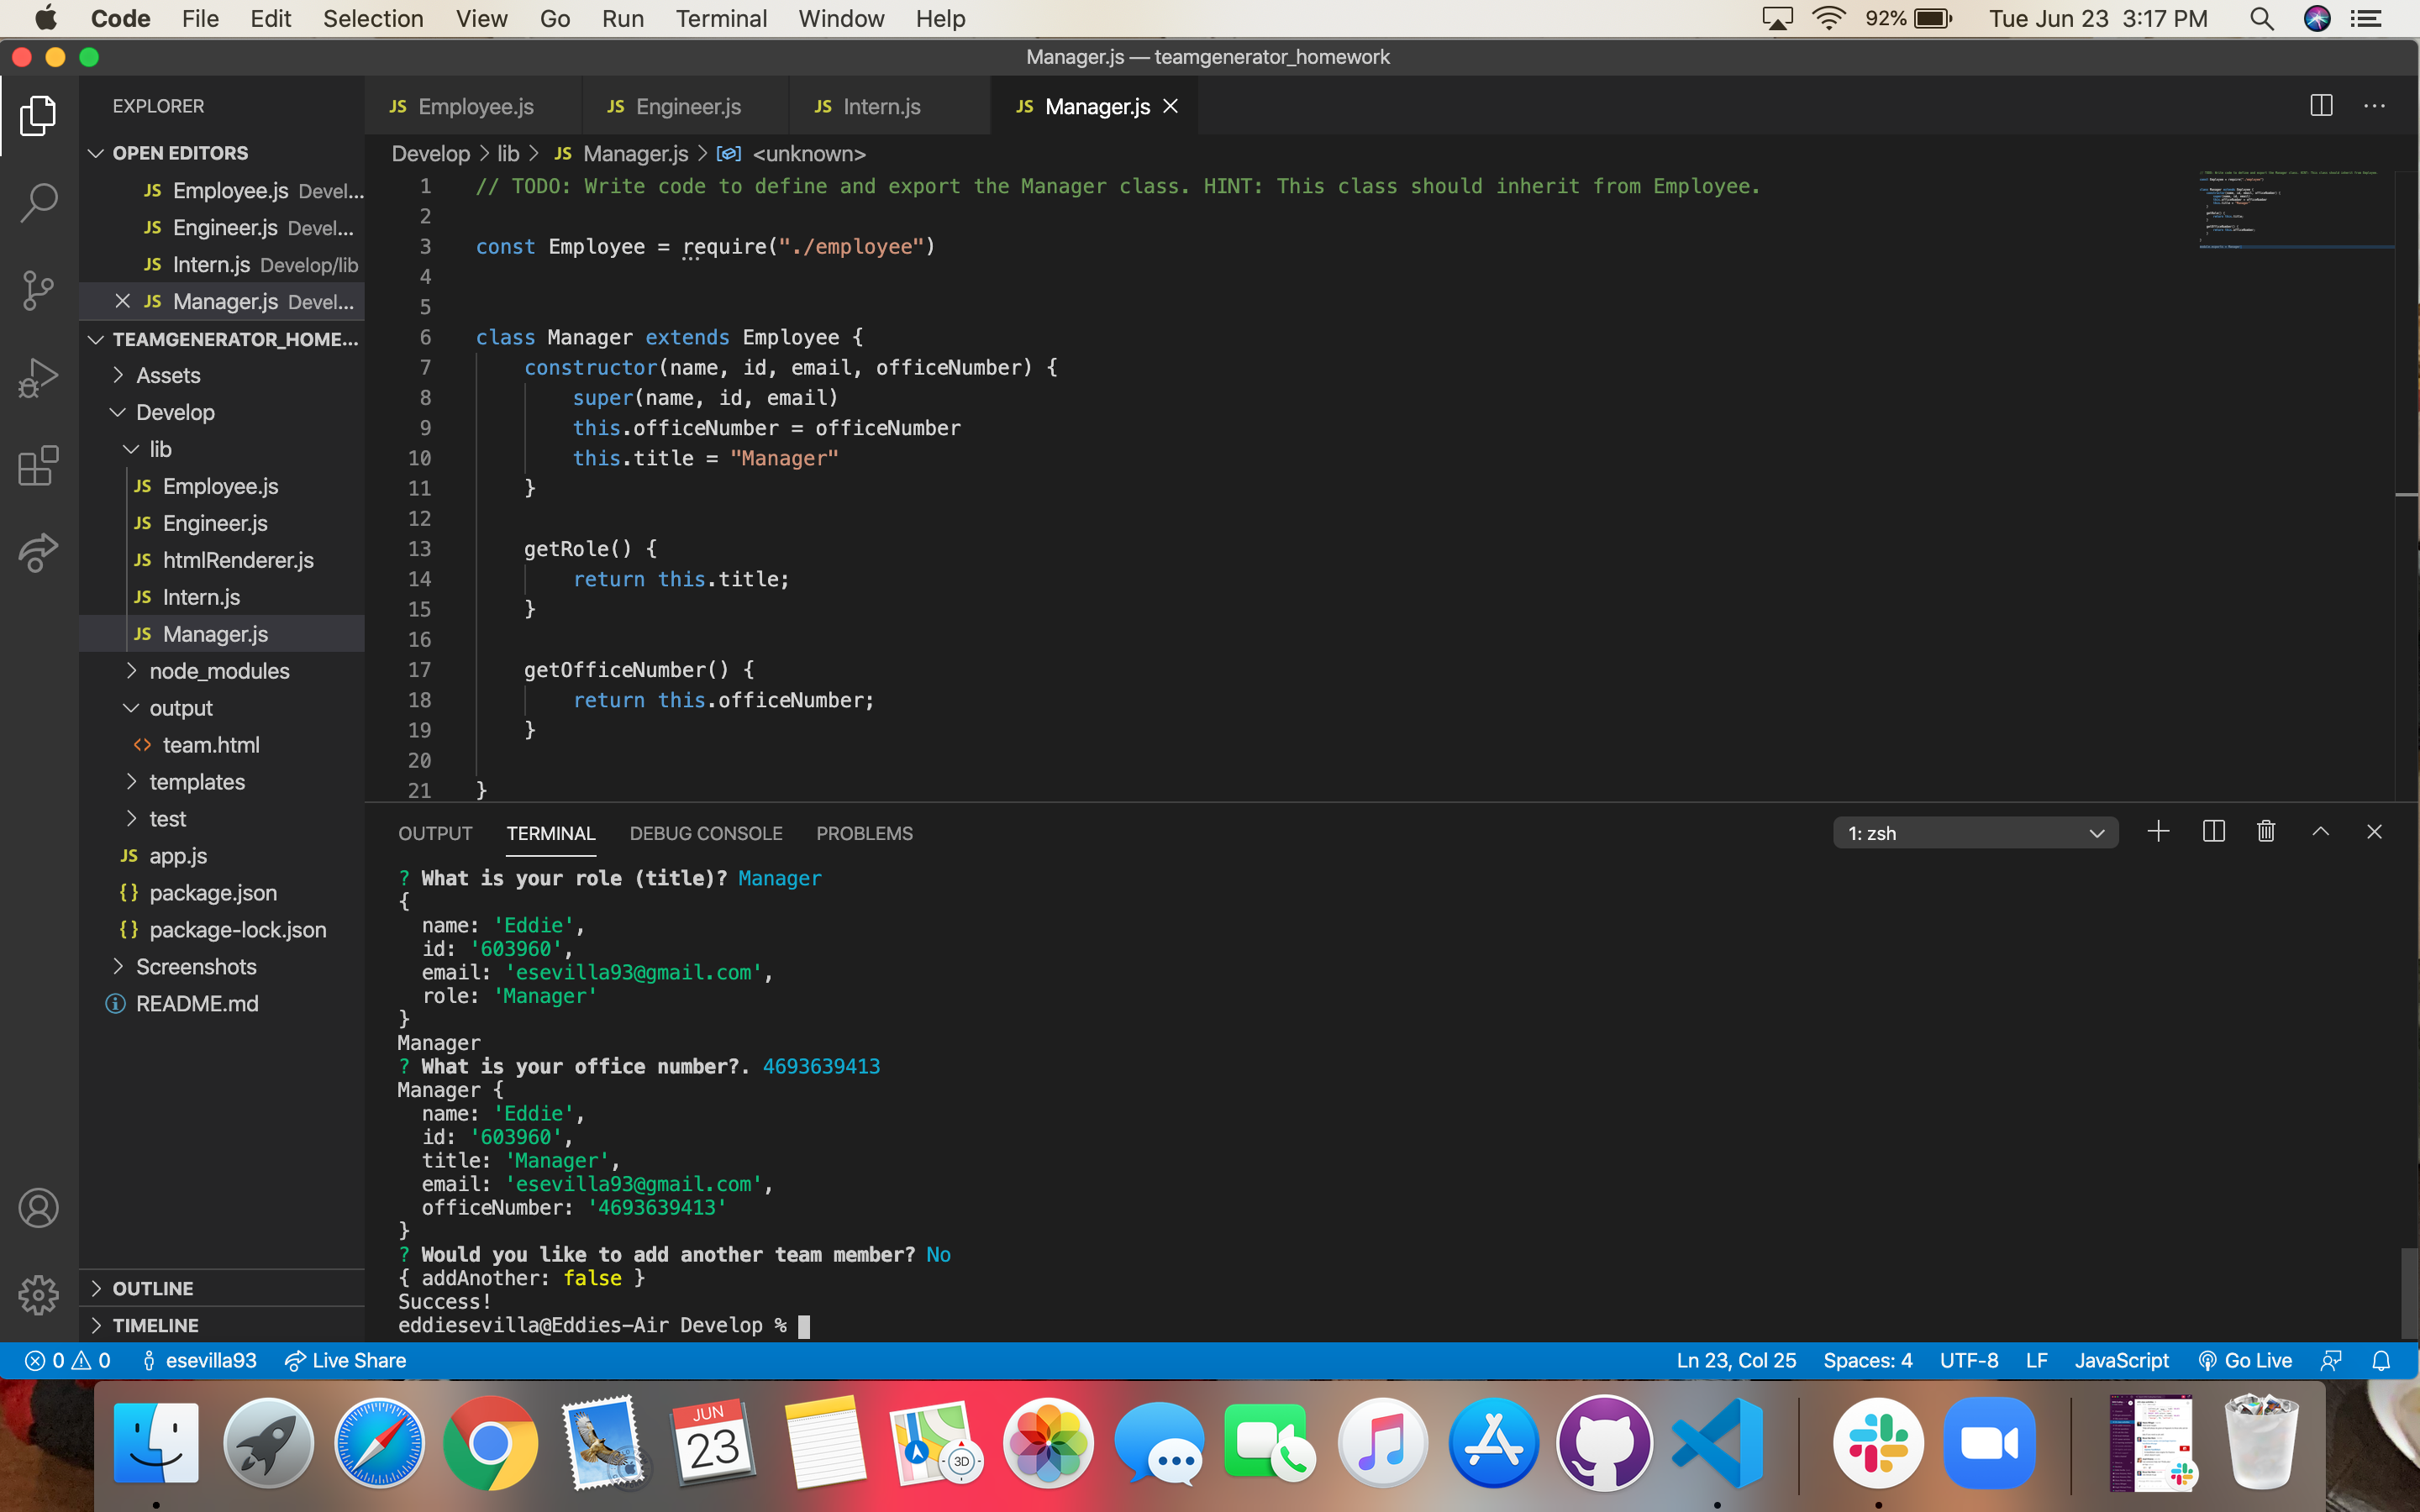 Code File Edit Selection View Go Run Terminal Window Help 92% Tue Jun 23 3:17 PM
Manager.js — teamgenerator_homework
EXPLORER
JS Employee.js JS Engineer.js JS Intern.js JS Manager.js
OPEN EDITORS
JS Employee.js Devel...
JS Engineer.js Devel...
JS Intern.js Develop/lib
JS Manager.js Devel...
TEAMGENERATOR_HOME...
Assets
Develop
lib
JS Employee.js
JS Engineer.js
JS htmlRenderer.js
JS Intern.js
JS Manager.js
node_modules
output
<> team.html
templates
test
JS app.js
{} package.json
{} package-lock.json
Screenshots
README.md
OUTLINE
TIMELINE
Develop > lib > JS Manager.js > <unknown>
1 // TODO: Write code to define and export the Manager class. HINT: This class should inherit from Employee.
2
3 const Employee = require("./employee")
4
5
6 class Manager extends Employee {
7 constructor(name, id, email, officeNumber) {
8 super(name, id, email)
9 this.officeNumber = officeNumber
10 this.title = "Manager"
11 }
12
13 getRole() {
14 return this.title;
15 }
16
17 getOfficeNumber() {
18 return this.officeNumber;
19 }
20
21 }
OUTPUT TERMINAL DEBUG CONSOLE PROBLEMS 1: zsh
? What is your role (title)? Manager
{
name: 'Eddie',
id: '603960',
email: 'esevilla93@gmail.com',
role: 'Manager'
}
Manager
? What is your office number?. 4693639413
Manager {
name: 'Eddie',
id: '603960',
title: 'Manager',
email: 'esevilla93@gmail.com',
officeNumber: '4693639413'
}
? Would you like to add another team member? No
{ addAnother: false }
Success!
eddiesevilla@Eddies-Air Develop %
0 0 esevilla93 Live Share Ln 23, Col 25 Spaces: 4 UTF-8 LF JavaScript Go Live
JUN
23
3D